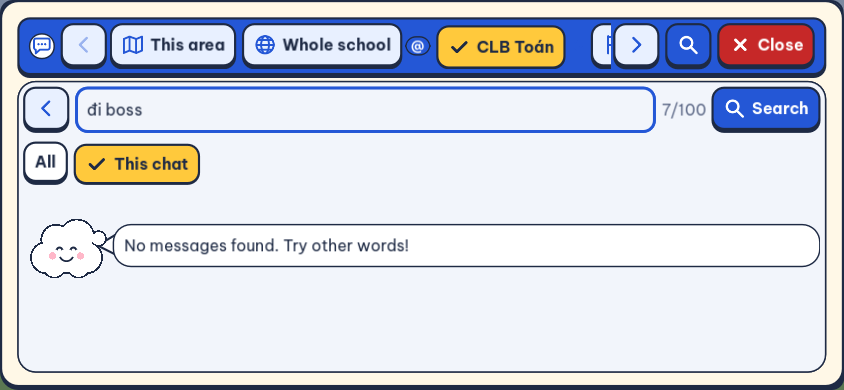 This area
Whole school
@
CLB Toán
Close
đi boss
7/100
Search
All
This chat
No messages found. Try other words!